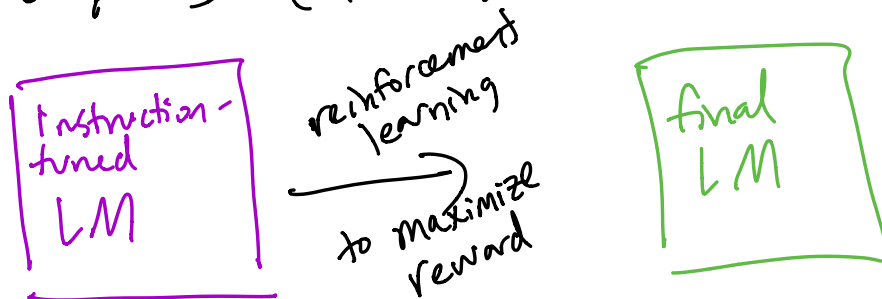 Instruction-
tuned
LM
reinforcement
learning
to maximize
reward
final
LM